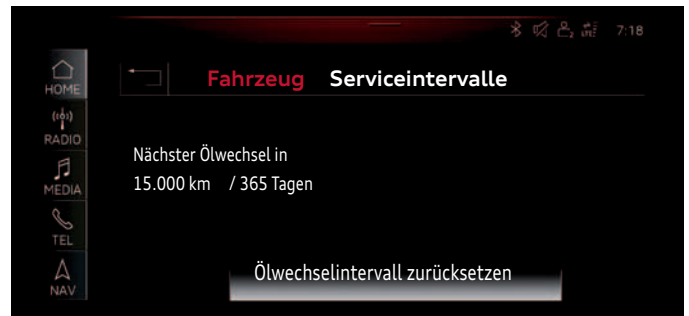 7:18
HOME
Fahrzeug Serviceintervalle
RADIO
Nächster Ölwechsel in
MEDIA
15.000 km / 365 Tagen
TEL
NAV
Ölwechselintervall zurücksetzen